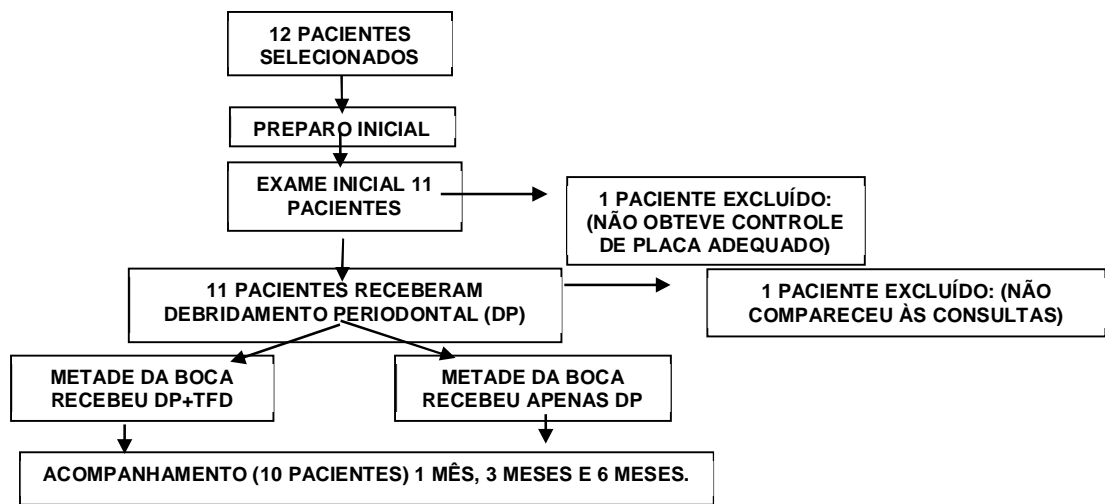 12 PACIENTES
SELECIONADOS
PREPARO INICIAL
EXAME INICIAL 11
PACIENTES
1 PACIENTE EXCLUÍDO:
(NÃO OBTEVE CONTROLE
DE PLACA ADEQUADO)
11 PACIENTES RECEBERAM
DEBRIDAMENTO PERIODONTAL (DP)
1 PACIENTE EXCLUÍDO: (NÃO
COMPARECEU ÀS CONSULTAS)
METADE DA BOCA
RECEBEU DP+TFD
METADE DA BOCA
RECEBEU APENAS DP
ACOMPANHAMENTO (10 PACIENTES) 1 MÊS, 3 MESES E 6 MESES.